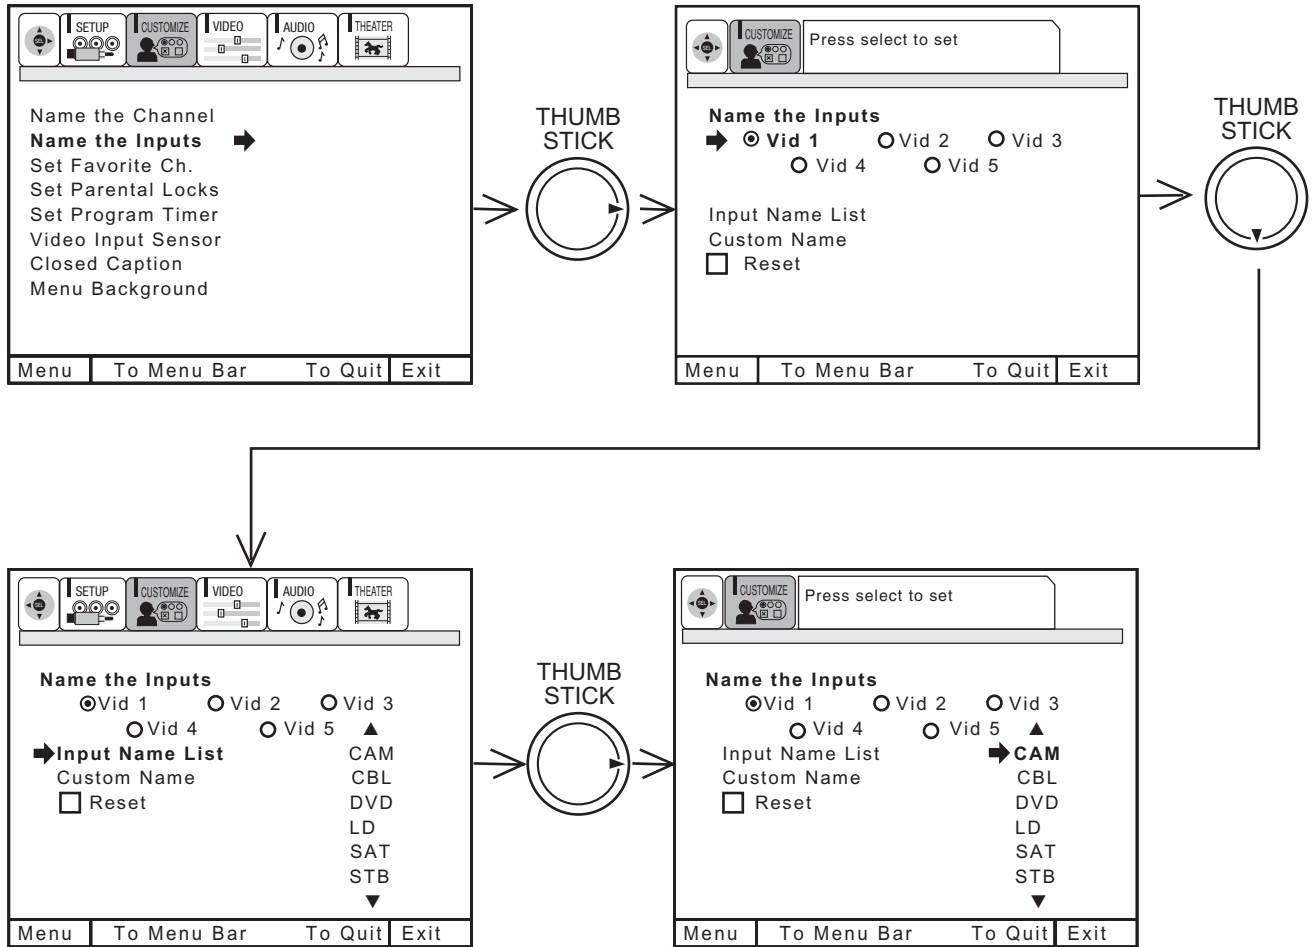 SETUP CUSTOMIZE VIDEO AUDIO THEATER
SEL
Name the Channel
Name the Inputs
Set Favorite Ch.
Set Parental Locks
Set Program Timer
Video Input Sensor
Closed Caption
Menu Background
Menu To Menu Bar To Quit Exit
THUMB
STICK
CUSTOMIZE
SEL
Press select to set
Name the Inputs
Vid 1 Vid 2 Vid 3
Vid 4 Vid 5
Input Name List
Custom Name
Reset
Menu To Menu Bar To Quit Exit
THUMB
STICK
SETUP CUSTOMIZE VIDEO AUDIO THEATER
SEL
Name the Inputs
Vid 1 Vid 2 Vid 3
Vid 4 Vid 5
Input Name List CAM
Custom Name CBL
Reset DVD
LD
SAT
STB
Menu To Menu Bar To Quit Exit
THUMB
STICK
CUSTOMIZE
SEL
Press select to set
Name the Inputs
Vid 1 Vid 2 Vid 3
Vid 4 Vid 5
Input Name List CAM
Custom Name CBL
Reset DVD
LD
SAT
STB
Menu To Menu Bar To Quit Exit